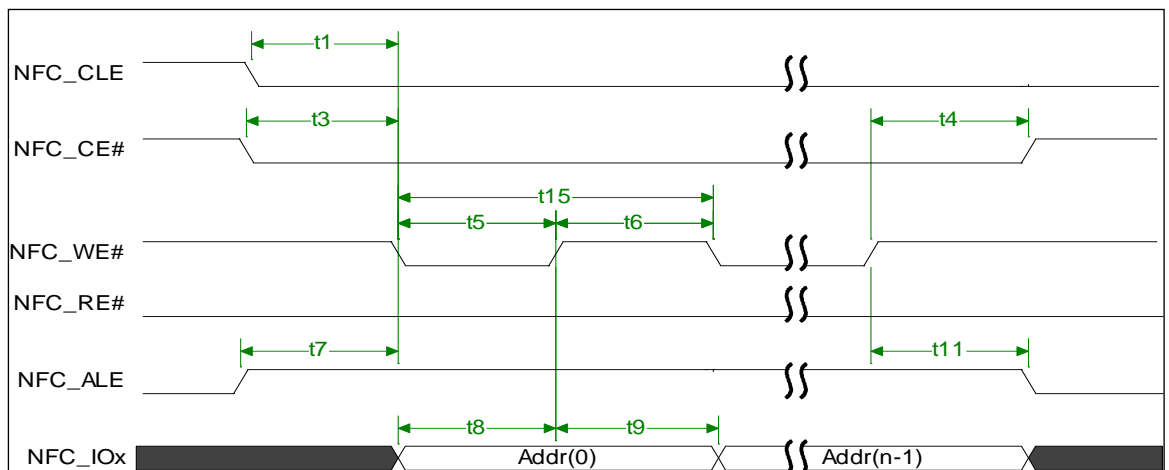 t1
NFC_CLE
t3
t4
NFC_CE#
t15
t5
t6
NFC_WE#
NFC_RE#
t7
t11
NFC_ALE
t8
t9
NFC_IOx
Addr(0)
Addr(n-1)